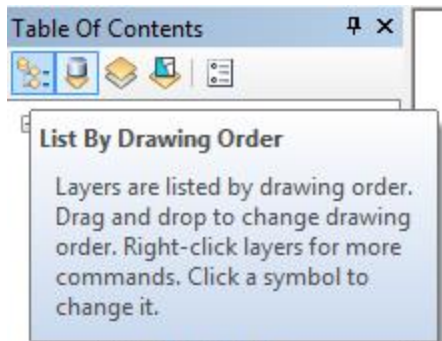 Table Of Contents
List By Drawing Order
Layers are listed by drawing order.
Drag and drop to change drawing
order. Right-click layers for more
commands. Click a symbol to
change it.